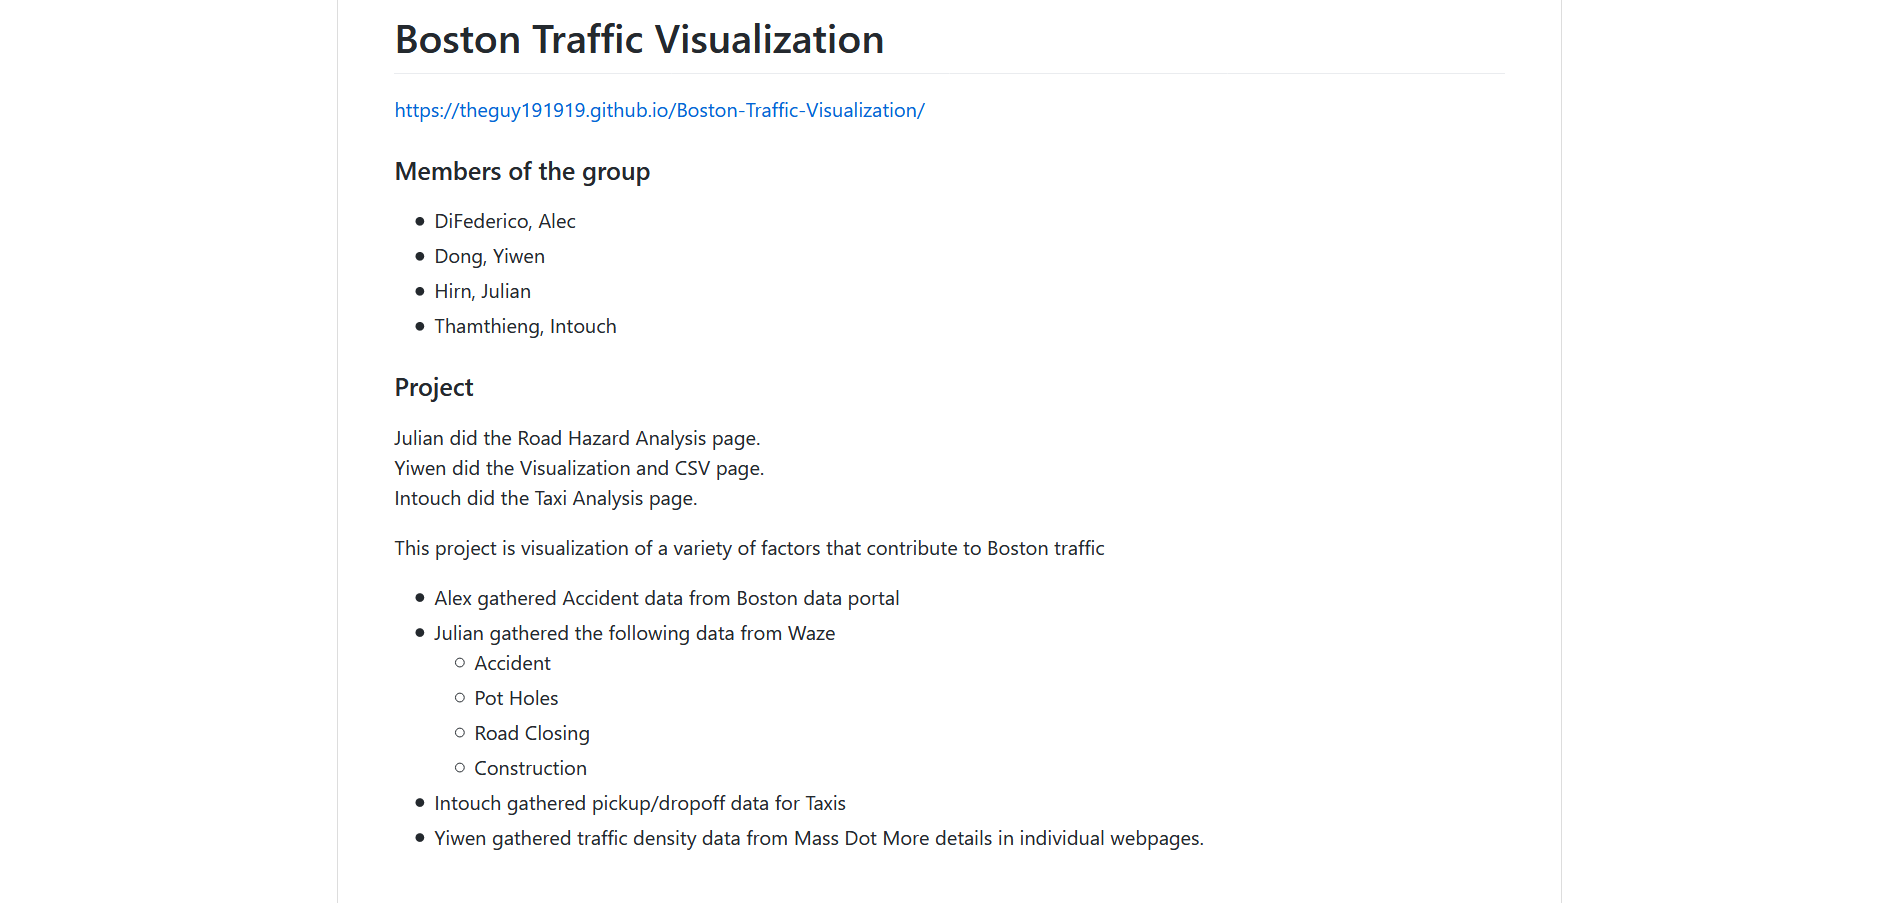 Boston Traffic Visualization
https://theguy191919.github.io/Boston-Traffic-Visualization/
Members of the group
DiFederico, Alec
Dong, Yiwen
Hirn, Julian
Thamthieng, Intouch
Project
Julian did the Road Hazard Analysis page.
Yiwen did the Visualization and CSV page.
Intouch did the Taxi Analysis page.
This project is visualization of a variety of factors that contribute to Boston traffic
Alex gathered Accident data from Boston data portal
Julian gathered the following data from Waze
Accident
Pot Holes
Road Closing
Construction
Intouch gathered pickup/dropoff data for Taxis
Yiwen gathered traffic density data from Mass Dot More details in individual webpages.